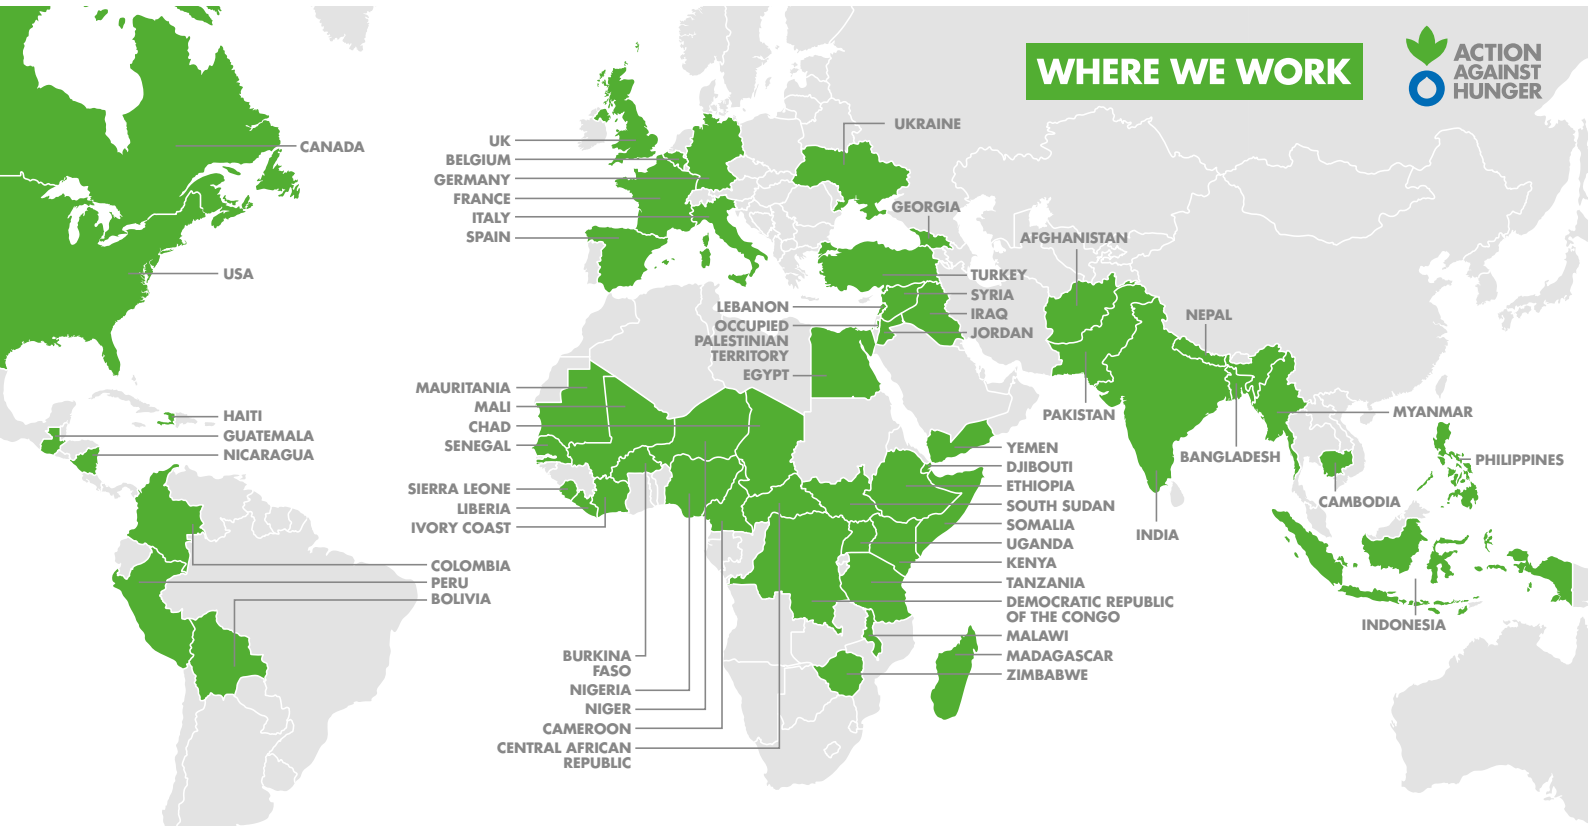 WHERE WE WORK
ACTION
AGAINST
HUNGER
CANADA
USA
HAITI
GUATEMALA
NICARAGUA
COLOMBIA
PERU
BOLIVIA
UK
BELGIUM
GERMANY
FRANCE
ITALY
SPAIN
UKRAINE
GEORGIA
TURKEY
SYRIA
IRAQ
JORDAN
LEBANON
OCCUPIED
PALESTINIAN
TERRITORY
EGYPT
MAURITANIA
MALI
CHAD
SENEGAL
SIERRA LEONE
LIBERIA
IVORY COAST
BURKINA
FASO
NIGERIA
NIGER
CAMEROON
CENTRAL AFRICAN
REPUBLIC
YEMEN
DJIBOUTI
ETHIOPIA
SOUTH SUDAN
SOMALIA
UGANDA
KENYA
TANZANIA
DEMOCRATIC REPUBLIC
OF THE CONGO
MALAWI
MADAGASCAR
ZIMBABWE
AFGHANISTAN
NEPAL
PAKISTAN
BANGLADESH
INDIA
MYANMAR
CAMBODIA
PHILIPPINES
INDONESIA